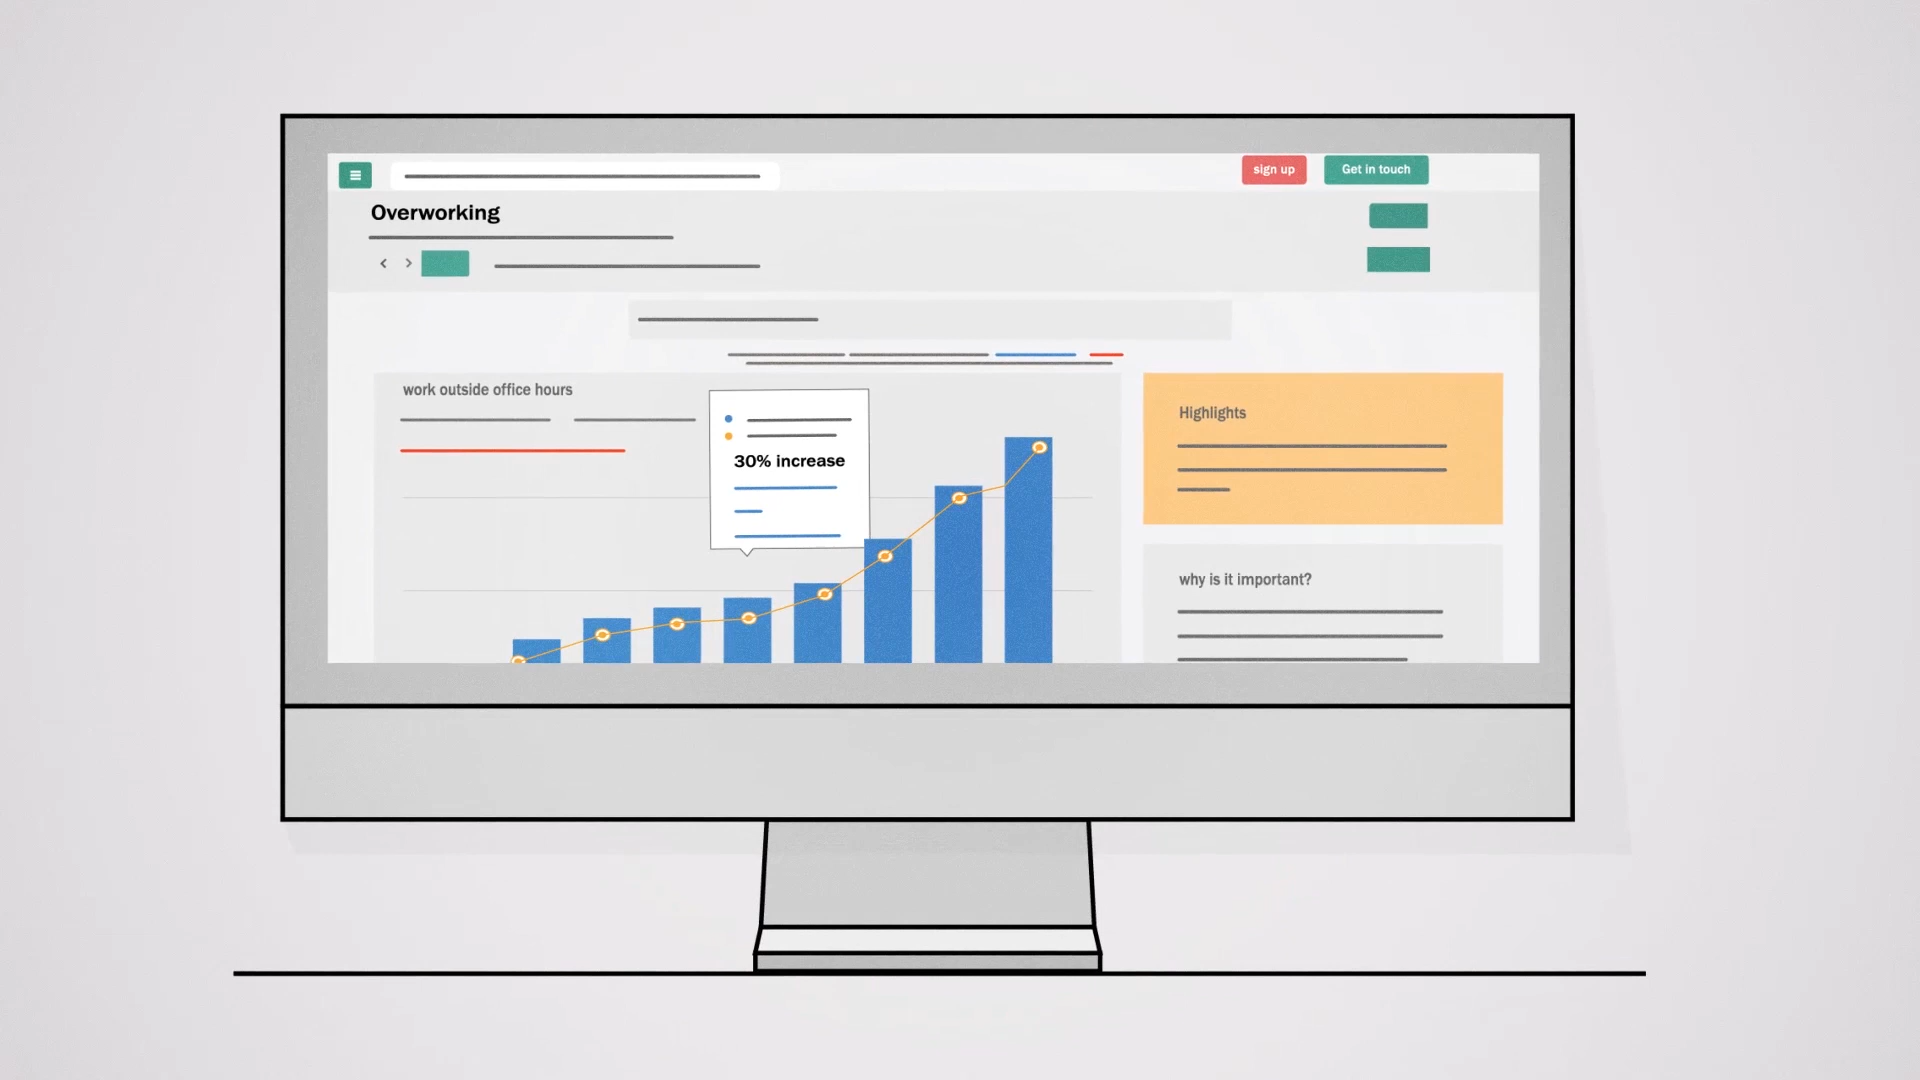 sign up
Get in touch
Overworking
work outside office hours
30% increase
Highlights
why is it important?